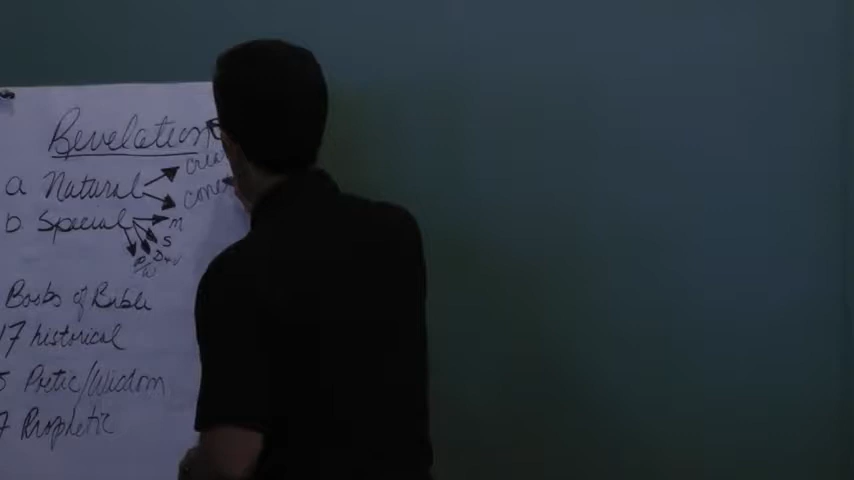 Revelation
a Natural
b Special
m
s
Books of Bible
17 historical
5 Poetic/Wisdom
7 Prophetic